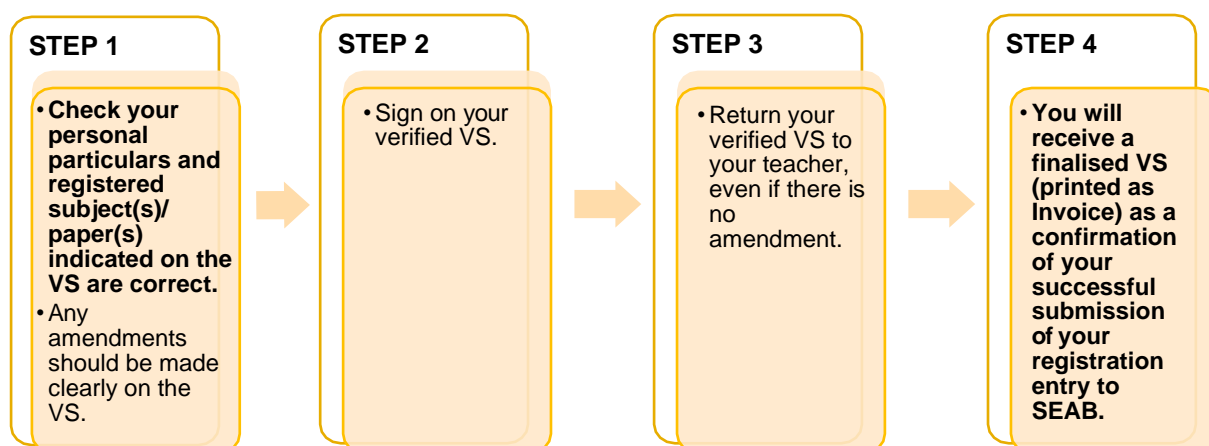 STEP 1
• Check your
personal
particulars and
registered
subject(s)/
paper(s)
indicated on the
VS are correct.
• Any
amendments
should be made
clearly on the
VS.
STEP 2
• Sign on your
verified VS.
STEP 3
• Return your
verified VS to
your teacher,
even if there is
no
amendment.
STEP 4
• You will
receive a
finalised VS
(printed as
Invoice) as a
confirmation
of your
successful
submission
of your
registration
entry to
SEAB.